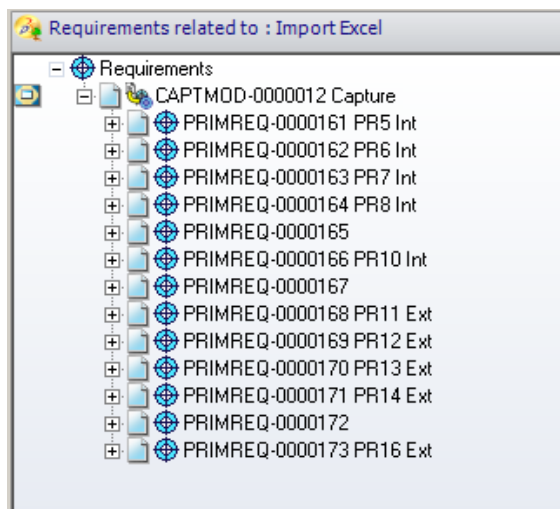 Requirements related to : Import Excel
Requirements
CAPTMOD-0000012 Capture
PRIMREQ-0000161 PR5 Int
PRIMREQ-0000162 PR6 Int
PRIMREQ-0000163 PR7 Int
PRIMREQ-0000164 PR8 Int
PRIMREQ-0000165
PRIMREQ-0000166 PR10 Int
PRIMREQ-0000167
PRIMREQ-0000168 PR11 Ext
PRIMREQ-0000169 PR12 Ext
PRIMREQ-0000170 PR13 Ext
PRIMREQ-0000171 PR14 Ext
PRIMREQ-0000172
PRIMREQ-0000173 PR16 Ext